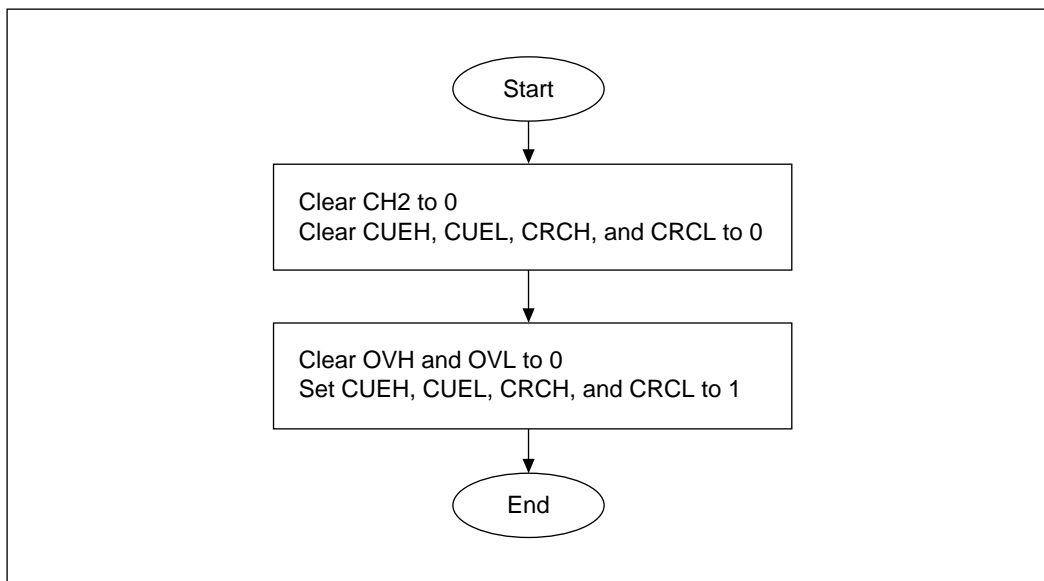 Start
Clear CH2 to 0
Clear CUEH, CUEL, CRCH, and CRCL to 0
Clear OVH and OVL to 0
Set CUEH, CUEL, CRCH, and CRCL to 1
End